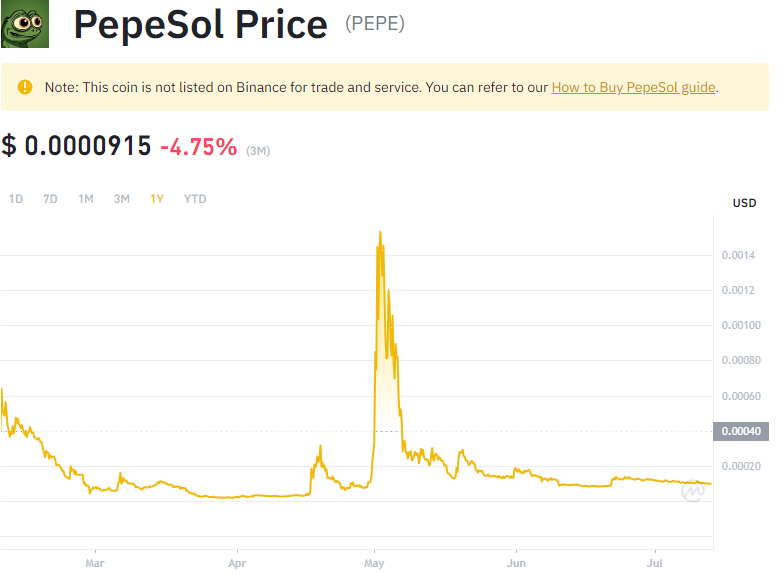 PepeSol Price (PEPE)
Note: This coin is not listed on Binance for trade and service. You can refer to our How to Buy PepeSol guide.
$ 0.0000915 -4.75% (3M)
1D 7D 1M 3M 1Y YTD
USD
0.0014
0.0012
0.00100
0.00080
0.00060
0.00040
0.00020
Mar Apr May Jun Jul